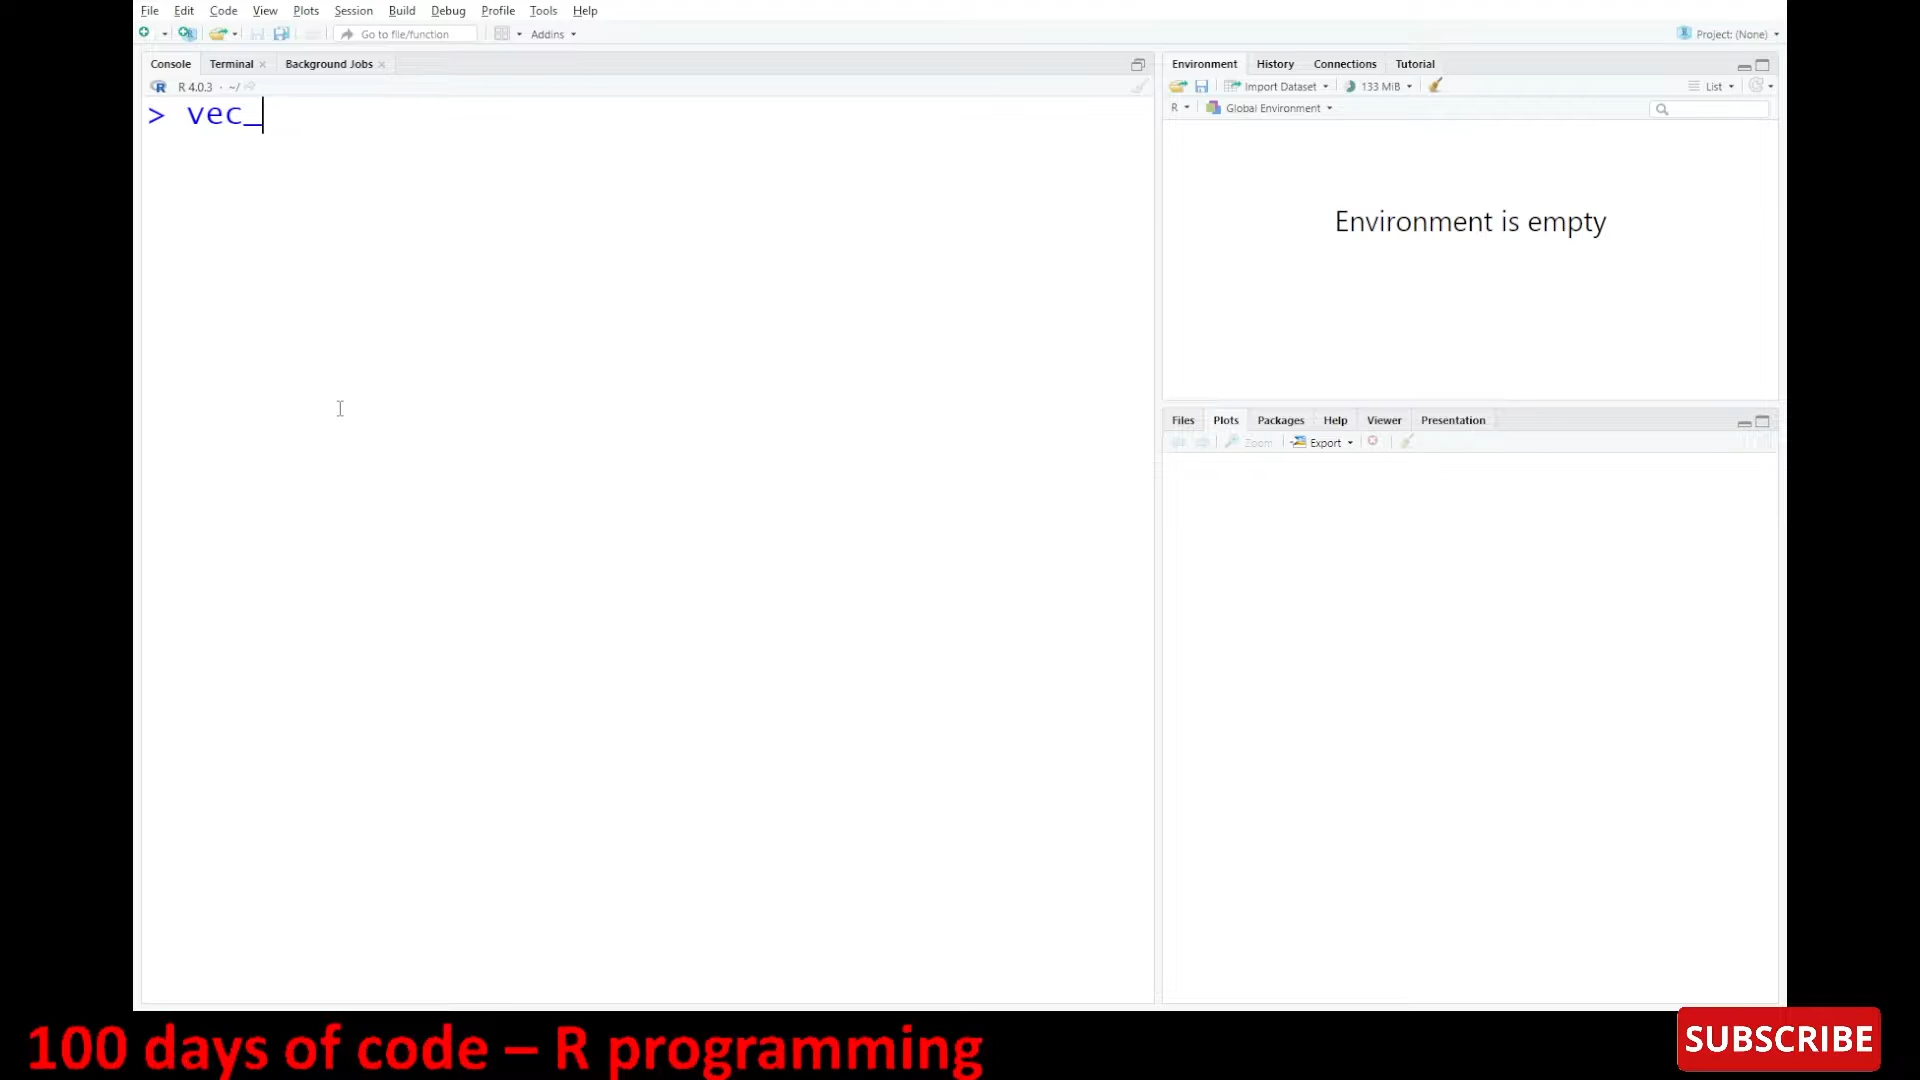 File Edit Code View Plots Session Build Debug Profile Tools Help
Go to file/function Addins Project: (None)
Console Terminal Background Jobs
R 4.0.3 · ~/
> vec_
Environment History Connections Tutorial
Import Dataset 133 MiB List
R Global Environment
Environment is empty
Files Plots Packages Help Viewer Presentation
Zoom Export
100 days of code – R programming
SUBSCRIBE